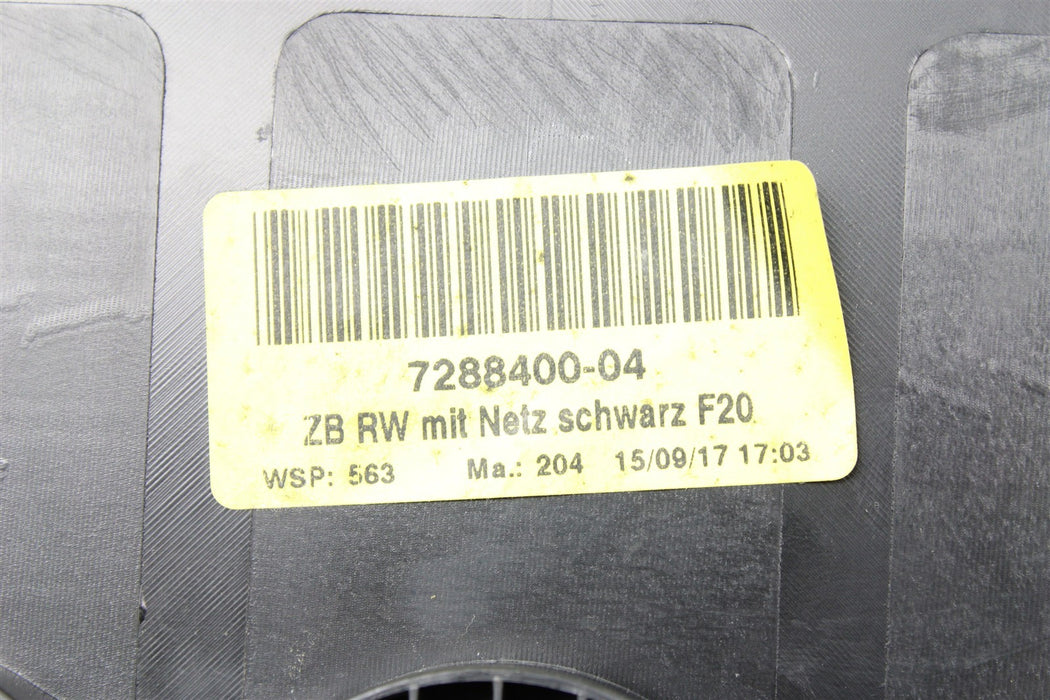 7288400-04
ZB RW mit Netz schwarz F20
WSP: 563 Ma.: 204 15/09/17 17:03